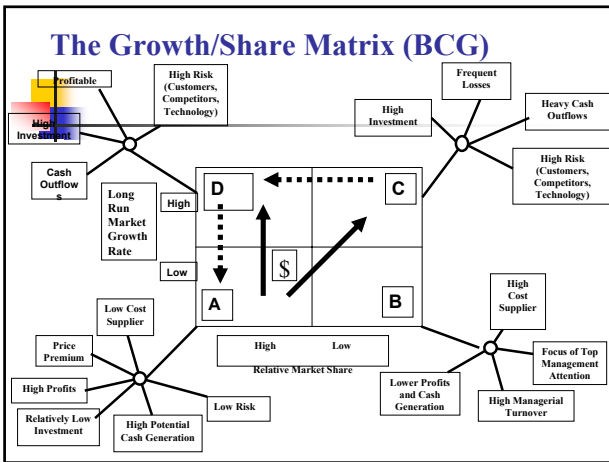 The Growth/Share Matrix (BCG)
Profitable
High Risk
(Customers,
Competitors,
Technology)
High
Investment
Cash
Outflow
s
Frequent
Losses
High
Investment
Heavy Cash
Outflows
High Risk
(Customers,
Competitors,
Technology)
Long
Run
Market
Growth
Rate
High
Low
D
C
$
A
B
High Low
Relative Market Share
Low Cost
Supplier
Price
Premium
High Profits
Relatively Low
Investment
High Potential
Cash Generation
Low Risk
High
Cost
Supplier
Focus of Top
Management
Attention
Lower Profits
and Cash
Generation
High Managerial
Turnover